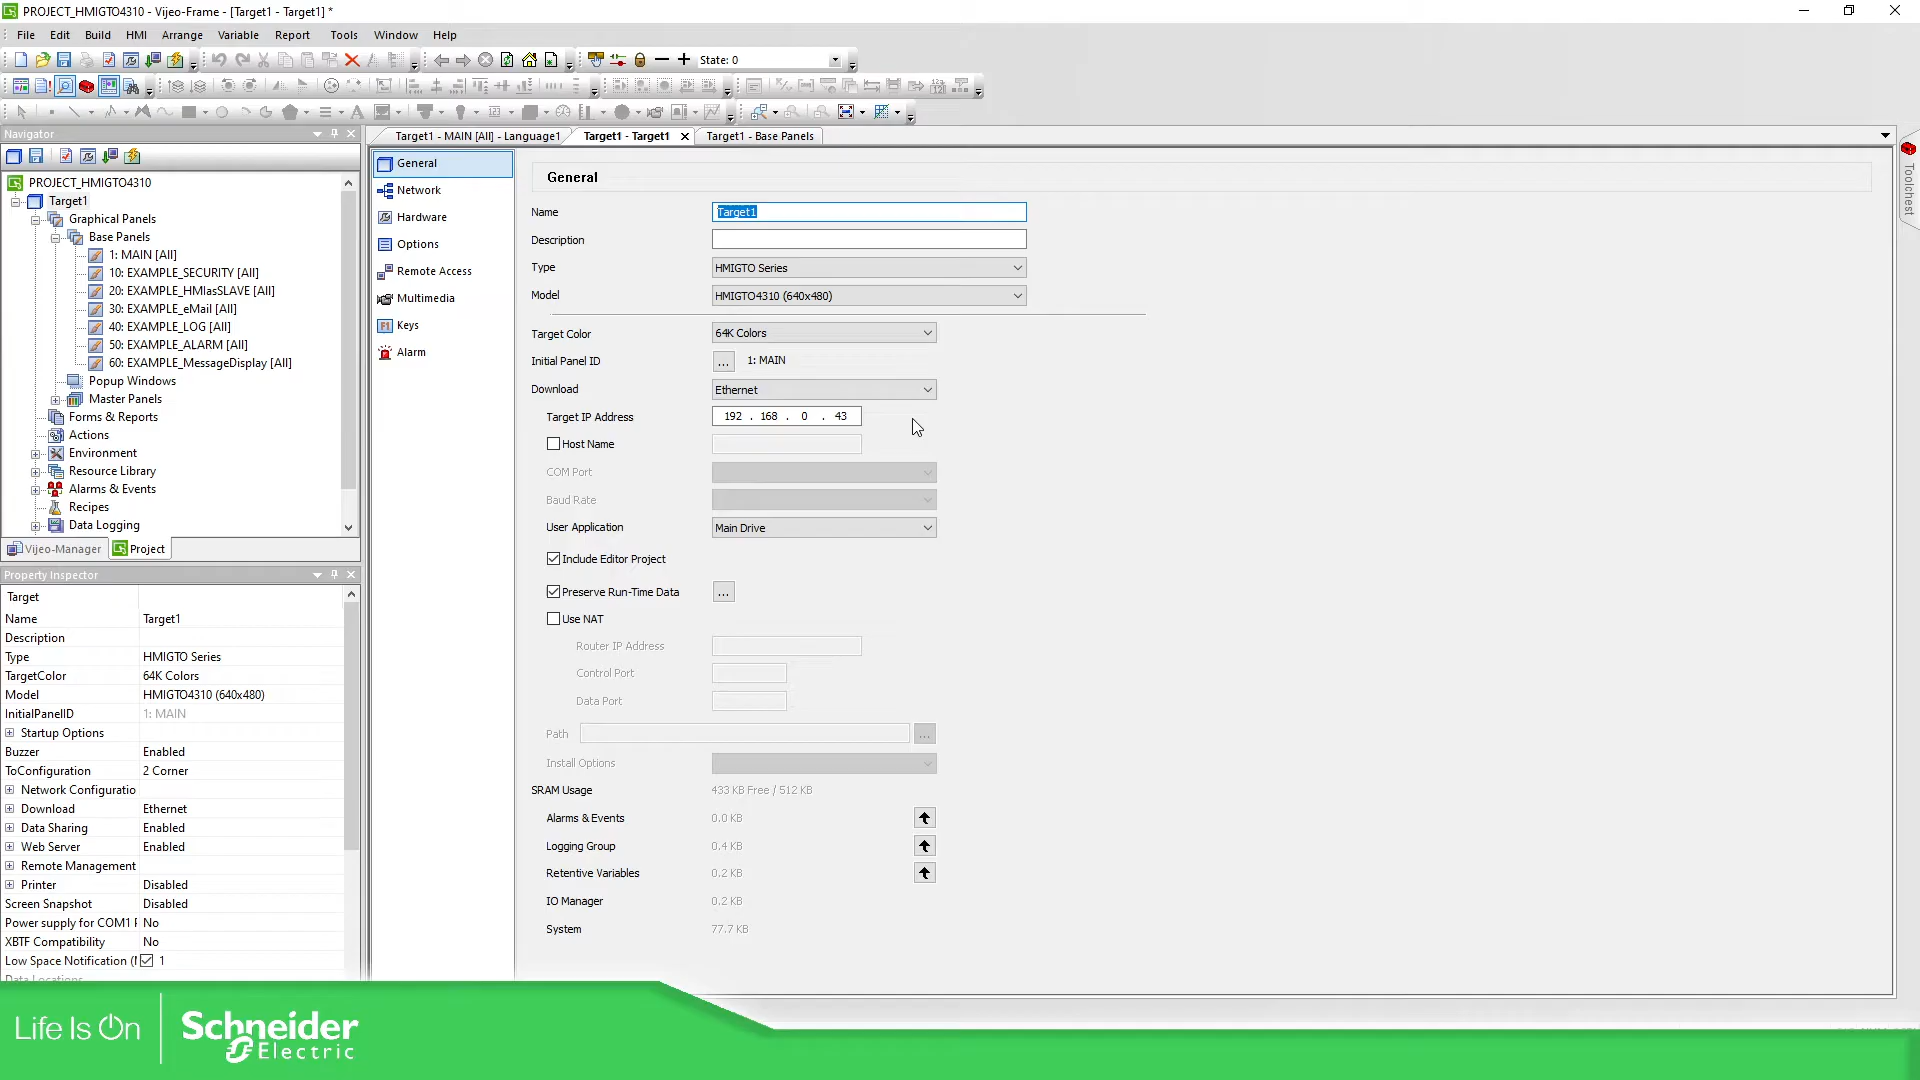 PROJECT_HMIGTO4310 - Vijeo-Frame - [Target1 - Target1] *
File Edit Build HMI Arrange Variable Report Tools Window Help
State: 0
Navigator
PROJECT_HMIGTO4310
Target1
Graphical Panels
Base Panels
1: MAIN [All]
10: EXAMPLE_SECURITY [All]
20: EXAMPLE_HMIasSLAVE [All]
30: EXAMPLE_eMail [All]
40: EXAMPLE_LOG [All]
50: EXAMPLE_ALARM [All]
60: EXAMPLE_MessageDisplay [All]
Popup Windows
Master Panels
Forms & Reports
Actions
Environment
Resource Library
Alarms & Events
Recipes
Data Logging
Vijeo-Manager Project
Property Inspector
Target
Name Target1
Description
Type HMIGTO Series
TargetColor 64K Colors
Model HMIGTO4310 (640x480)
InitialPanelID 1: MAIN
Startup Options
Buzzer Enabled
ToConfiguration 2 Corner
Network Configuratio
Download Ethernet
Data Sharing Enabled
Web Server Enabled
Remote Management
Printer Disabled
Screen Snapshot Disabled
Power supply for COM1 F No
XBTF Compatibility No
Low Space Notification (I 1
Data Locations
Target1 - MAIN [All] - Language1 Target1 - Target1 Target1 - Base Panels
General
Network
Hardware
Options
Remote Access
Multimedia
F1 Keys
Alarm
General
Name Target1
Description
Type HMIGTO Series
Model HMIGTO4310 (640x480)
Target Color 64K Colors
Initial Panel ID ... 1: MAIN
Download Ethernet
Target IP Address 192 . 168 . 0 . 43
Host Name
COM Port
Baud Rate
User Application Main Drive
Include Editor Project
Preserve Run-Time Data ...
Use NAT
Router IP Address
Control Port
Data Port
Path ...
Install Options
SRAM Usage 433 KB Free / 512 KB
Alarms & Events 0.0 KB
Logging Group 0.4 KB
Retentive Variables 0.2 KB
IO Manager 0.2 KB
System 77.7 KB
Toolchest
Life Is On Schneider Electric